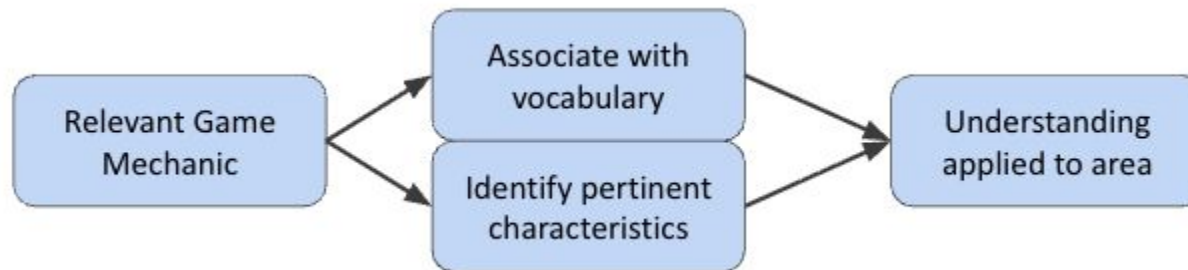 Relevant Game
Mechanic
Associate with
vocabulary
Identify pertinent
characteristics
Understanding
applied to area